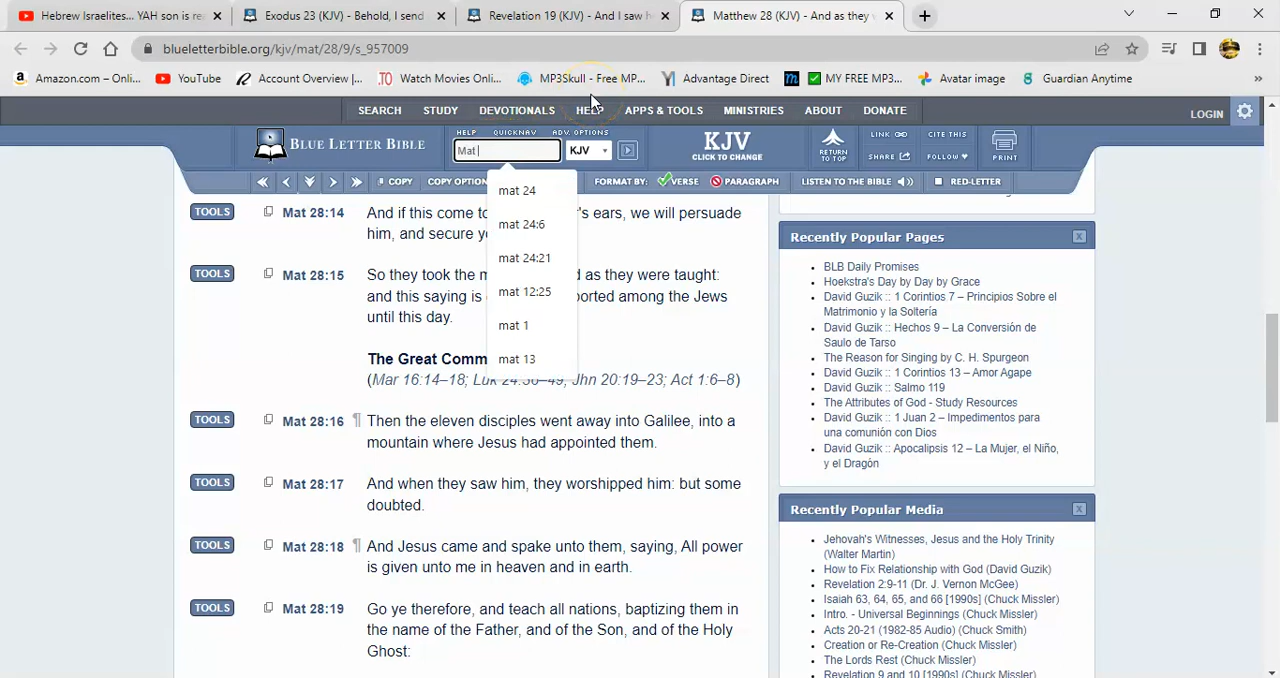 Hebrew Israelites... YAH son is re
Exodus 23 (KJV) - Behold, I send
Revelation 19 (KJV) - And I saw he
Matthew 28 (KJV) - And as they w
blueletterbible.org/kjv/mat/28/9/s_957009
Amazon.com – Onli...
YouTube
Account Overview |...
Watch Movies Onlin...
MP3Skull - Free MP...
Advantage Direct
MY FREE MP3...
Avatar image
Guardian Anytime
»
SEARCH
STUDY
DEVOTIONALS
HELP
APPS & TOOLS
MINISTRIES
ABOUT
DONATE
LOGIN
BLUE LETTER BIBLE
HELP QUICKNAV ADV. OPTIONS
Mat
KJV
KJV
CLICK TO CHANGE
RETURN
TO TOP
LINK
SHARE
CITE THIS
FOLLOW
PRINT
COPY
COPY OPTION
FORMAT BY:
VERSE
PARAGRAPH
LISTEN TO THE BIBLE
RED-LETTER
mat 24
mat 24:6
mat 24:21
mat 12:25
mat 1
mat 13
TOOLS
Mat 28:14
And if this come to 's ears, we will persuade
him, and secure yo
TOOLS
Mat 28:15
So they took the m as they were taught:
and this saying is orted among the Jews
until this day.
The Great Comm
(Mar 16:14–18; Luk 24:36–49; Jhn 20:19–23; Act 1:6–8)
TOOLS
Mat 28:16 ¶
Then the eleven disciples went away into Galilee, into a
mountain where Jesus had appointed them.
TOOLS
Mat 28:17
And when they saw him, they worshipped him: but some
doubted.
TOOLS
Mat 28:18 ¶
And Jesus came and spake unto them, saying, All power
is given unto me in heaven and in earth.
TOOLS
Mat 28:19
Go ye therefore, and teach all nations, baptizing them in
the name of the Father, and of the Son, and of the Holy
Ghost:
Recently Popular Pages
BLB Daily Promises
Hoekstra's Day by Day by Grace
David Guzik :: 1 Corintios 7 – Principios Sobre el
Matrimonio y la Soltería
David Guzik :: Hechos 9 – La Conversión de
Saulo de Tarso
The Reason for Singing by C. H. Spurgeon
David Guzik :: 1 Corintios 13 – Amor Agape
David Guzik :: Salmo 119
The Attributes of God - Study Resources
David Guzik :: 1 Juan 2 – Impedimentos para
una comunión con Dios
David Guzik :: Apocalipsis 12 – La Mujer, el Niño,
y el Dragón
Recently Popular Media
Jehovah's Witnesses, Jesus and the Holy Trinity
(Walter Martin)
How to Fix Relationship with God (David Guzik)
Revelation 2:9-11 (Dr. J. Vernon McGee)
Isaiah 63, 64, 65, and 66 [1990s] (Chuck Missler)
Intro. - Universal Beginnings (Chuck Missler)
Acts 20-21 (1982-85 Audio) (Chuck Smith)
Creation or Re-Creation (Chuck Missler)
The Lords Rest (Chuck Missler)
Revelation 9 and 10 [1990s] (Chuck Missler)